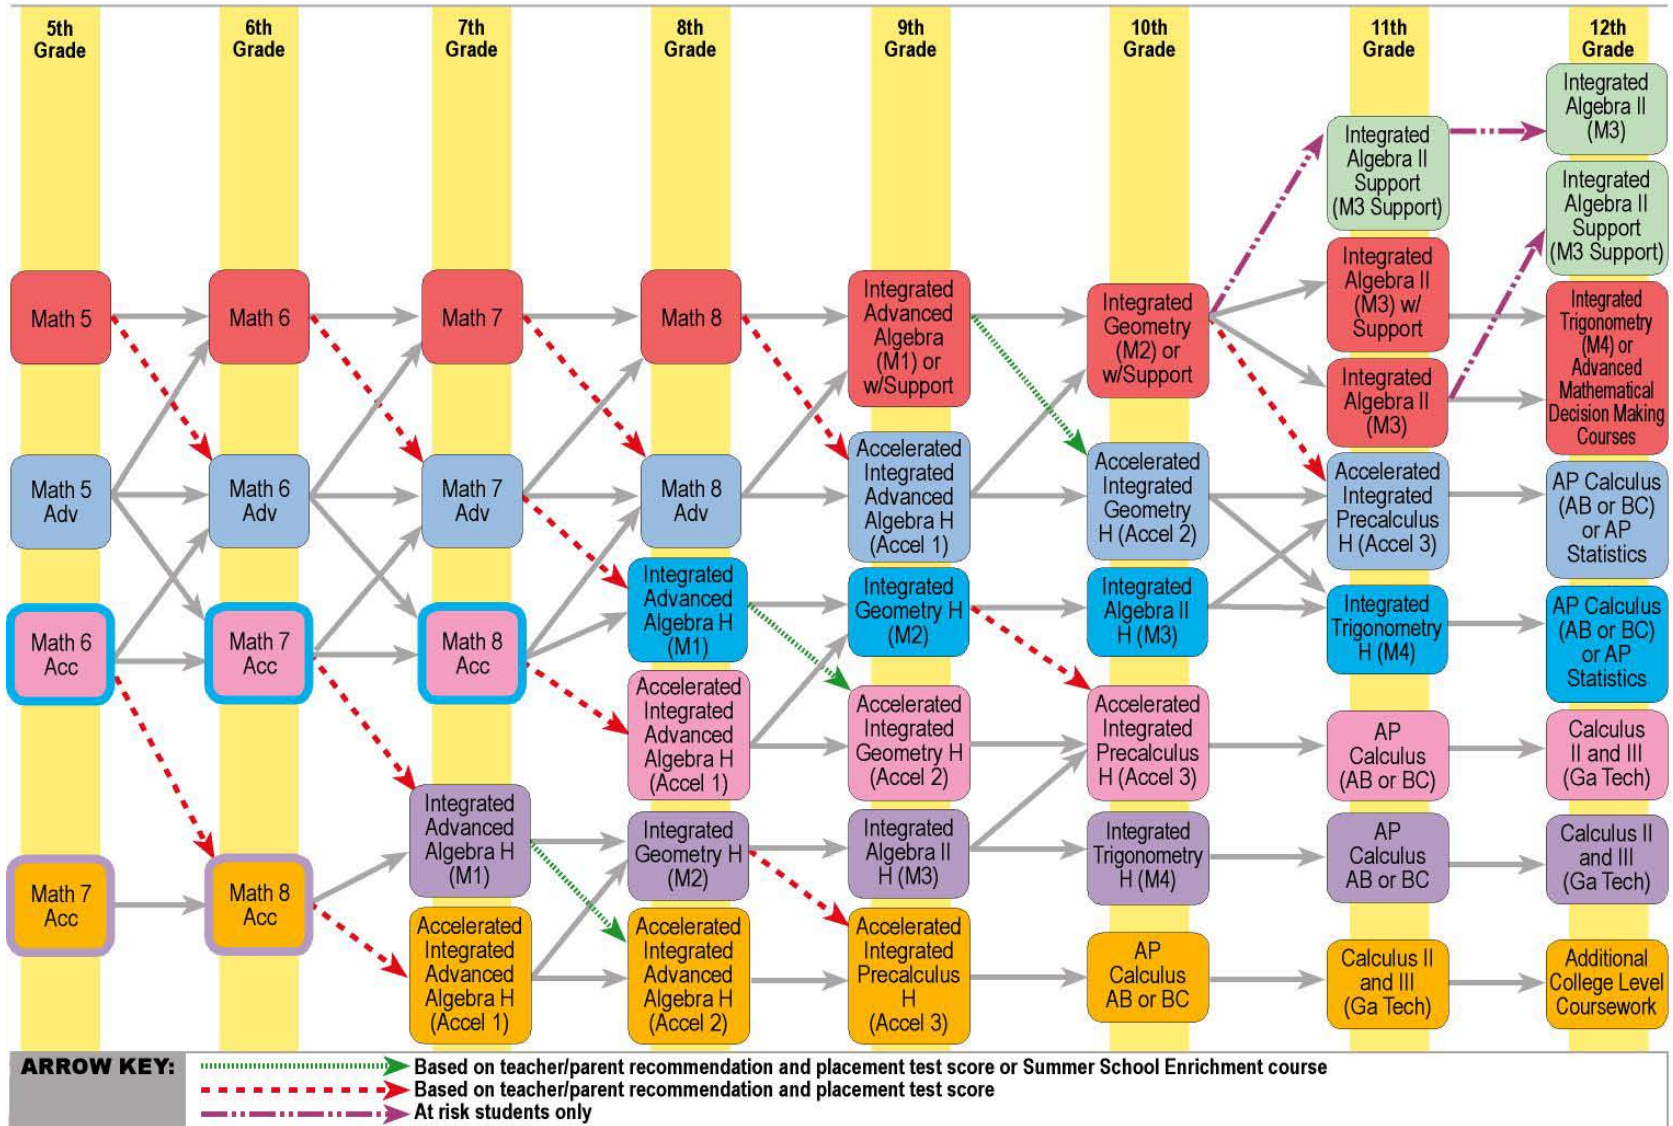 5th
Grade
6th
Grade
7th
Grade
8th
Grade
9th
Grade
10th
Grade
11th
Grade
12th
Grade
Math 5
Math 5
Adv
Math 6
Acc
Math 7
Acc
Math 6
Math 6
Adv
Math 7
Acc
Math 8
Acc
Math 7
Math 7
Adv
Math 8
Acc
Integrated
Advanced
Algebra H
(M1)
Accelerated
Integrated
Advanced
Algebra H
(Accel 1)
Math 8
Math 8
Adv
Integrated
Advanced
Algebra H
(M1)
Accelerated
Integrated
Advanced
Algebra H
(Accel 1)
Integrated
Geometry H
(M2)
Accelerated
Integrated
Advanced
Algebra H
(Accel 2)
Integrated
Advanced
Algebra
(M1) or
w/Support
Accelerated
Integrated
Advanced
Algebra H
(Accel 1)
Integrated
Geometry H
(M2)
Accelerated
Integrated
Geometry H
(Accel 2)
Integrated
Algebra II
H (M3)
Accelerated
Integrated
Precalculus
H
(Accel 3)
Integrated
Geometry
(M2) or
w/Support
Accelerated
Integrated
Geometry
H (Accel 2)
Integrated
Algebra II
H (M3)
Accelerated
Integrated
Precalculus
H (Accel 3)
Integrated
Trigonometry
H (M4)
AP
Calculus
AB or BC
Integrated
Algebra II
Support
(M3 Support)
Integrated
Algebra II
(M3) w/
Support
Integrated
Algebra II
(M3)
Accelerated
Integrated
Precalculus
H (Accel 3)
Integrated
Trigonometry
H (M4)
AP
Calculus
(AB or BC)
AP
Calculus
AB or BC
Calculus II
and III
(Ga Tech)
Integrated
Algebra II
(M3)
Integrated
Algebra II
Support
(M3 Support)
Integrated
Trigonometry
(M4) or
Advanced
Mathematical
Decision Making
Courses
AP Calculus
(AB or BC)
or AP
Statistics
AP Calculus
(AB or BC)
or AP
Statistics
Calculus
II and III
(Ga Tech)
Calculus II
and III
(Ga Tech)
Additional
College Level
Coursework
ARROW KEY:
Based on teacher/parent recommendation and placement test score or Summer School Enrichment course
Based on teacher/parent recommendation and placement test score
At risk students only